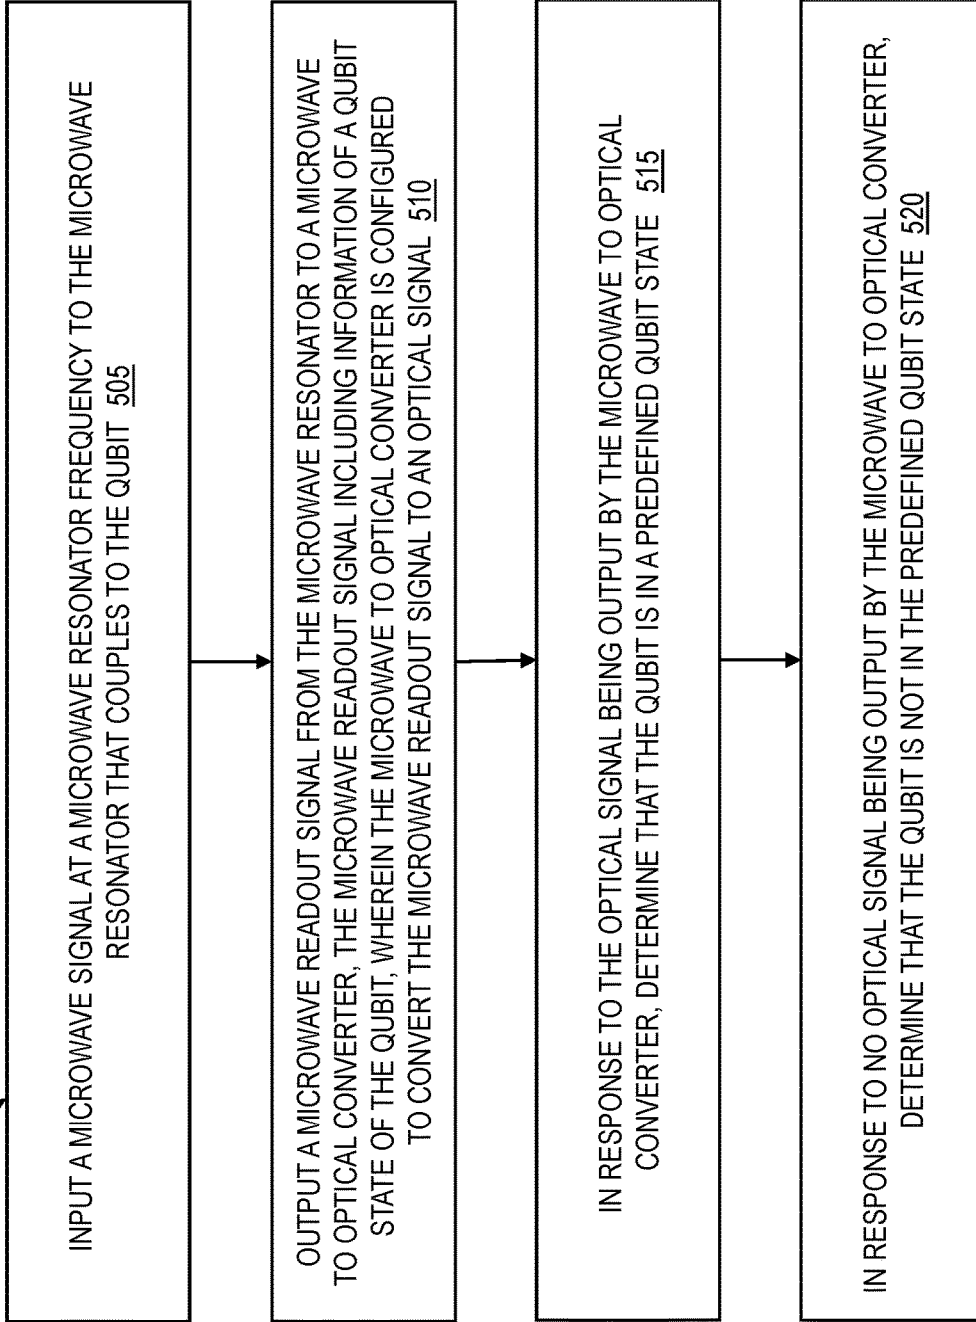 INPUT A MICROWAVE SIGNAL AT A MICROWAVE RESONATOR FREQUENCY TO THE MICROWAVE
RESONATOR THAT COUPLES TO THE QUBIT 505
OUTPUT A MICROWAVE READOUT SIGNAL FROM THE MICROWAVE RESONATOR TO A MICROWAVE
TO OPTICAL CONVERTER, THE MICROWAVE READOUT SIGNAL INCLUDING INFORMATION OF A QUBIT
STATE OF THE QUBIT, WHEREIN THE MICROWAVE TO OPTICAL CONVERTER IS CONFIGURED
TO CONVERT THE MICROWAVE READOUT SIGNAL TO AN OPTICAL SIGNAL 510
IN RESPONSE TO THE OPTICAL SIGNAL BEING OUTPUT BY THE MICROWAVE TO OPTICAL
CONVERTER, DETERMINE THAT THE QUBIT IS IN A PREDEFINED QUBIT STATE 515
IN RESPONSE TO NO OPTICAL SIGNAL BEING OUTPUT BY THE MICROWAVE TO OPTICAL CONVERTER,
DETERMINE THAT THE QUBIT IS NOT IN THE PREDEFINED QUBIT STATE 520